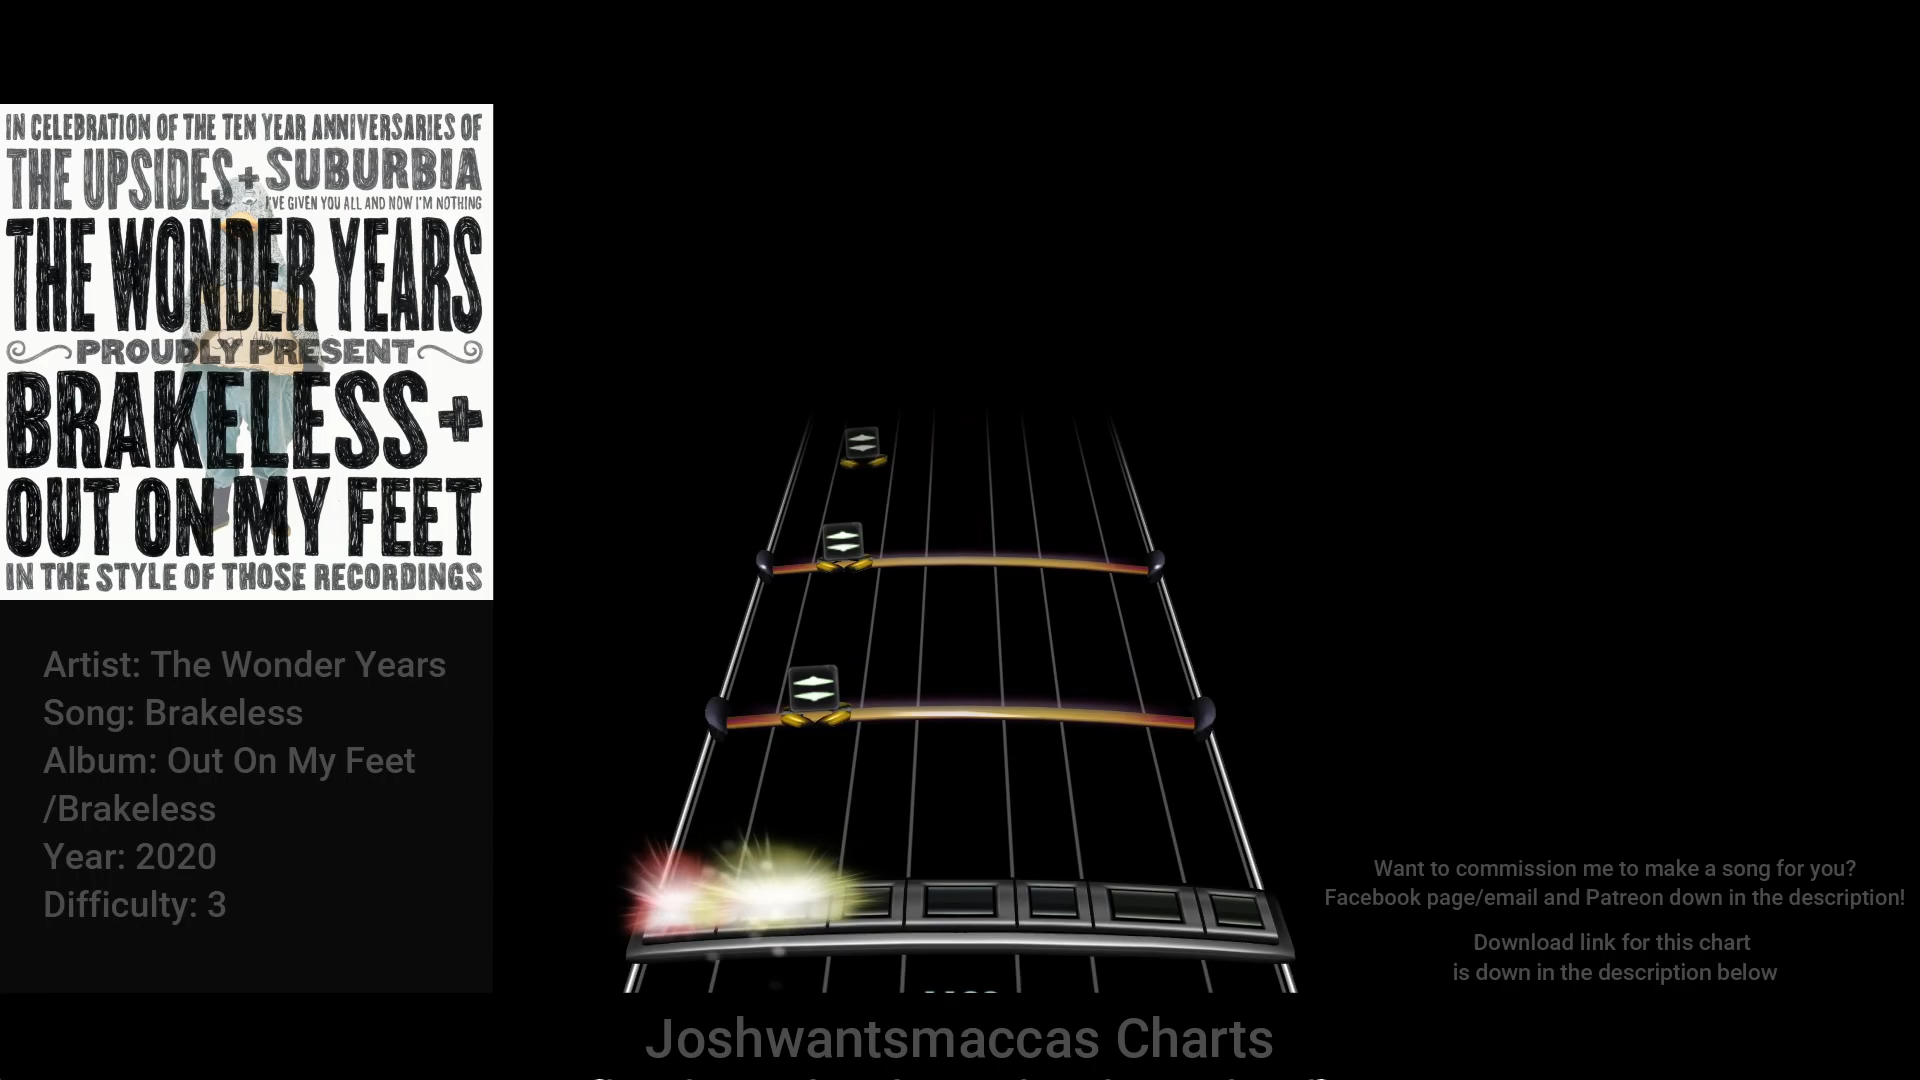 IN CELEBRATION OF THE TEN YEAR ANNIVERSARIES OF
THE UPSIDES + SUBURBIA
I'VE GIVEN YOU ALL AND NOW I'M NOTHING
THE WONDER YEARS
PROUDLY PRESENT
BRAKELESS +
OUT ON MY FEET
IN THE STYLE OF THOSE RECORDINGS
Artist: The Wonder Years
Song: Brakeless
Album: Out On My Feet
/Brakeless
Year: 2020
Difficulty: 3
Want to commission me to make a song for you?
Facebook page/email and Patreon down in the description!
Download link for this chart
is down in the description below
Joshwantsmaccas Charts